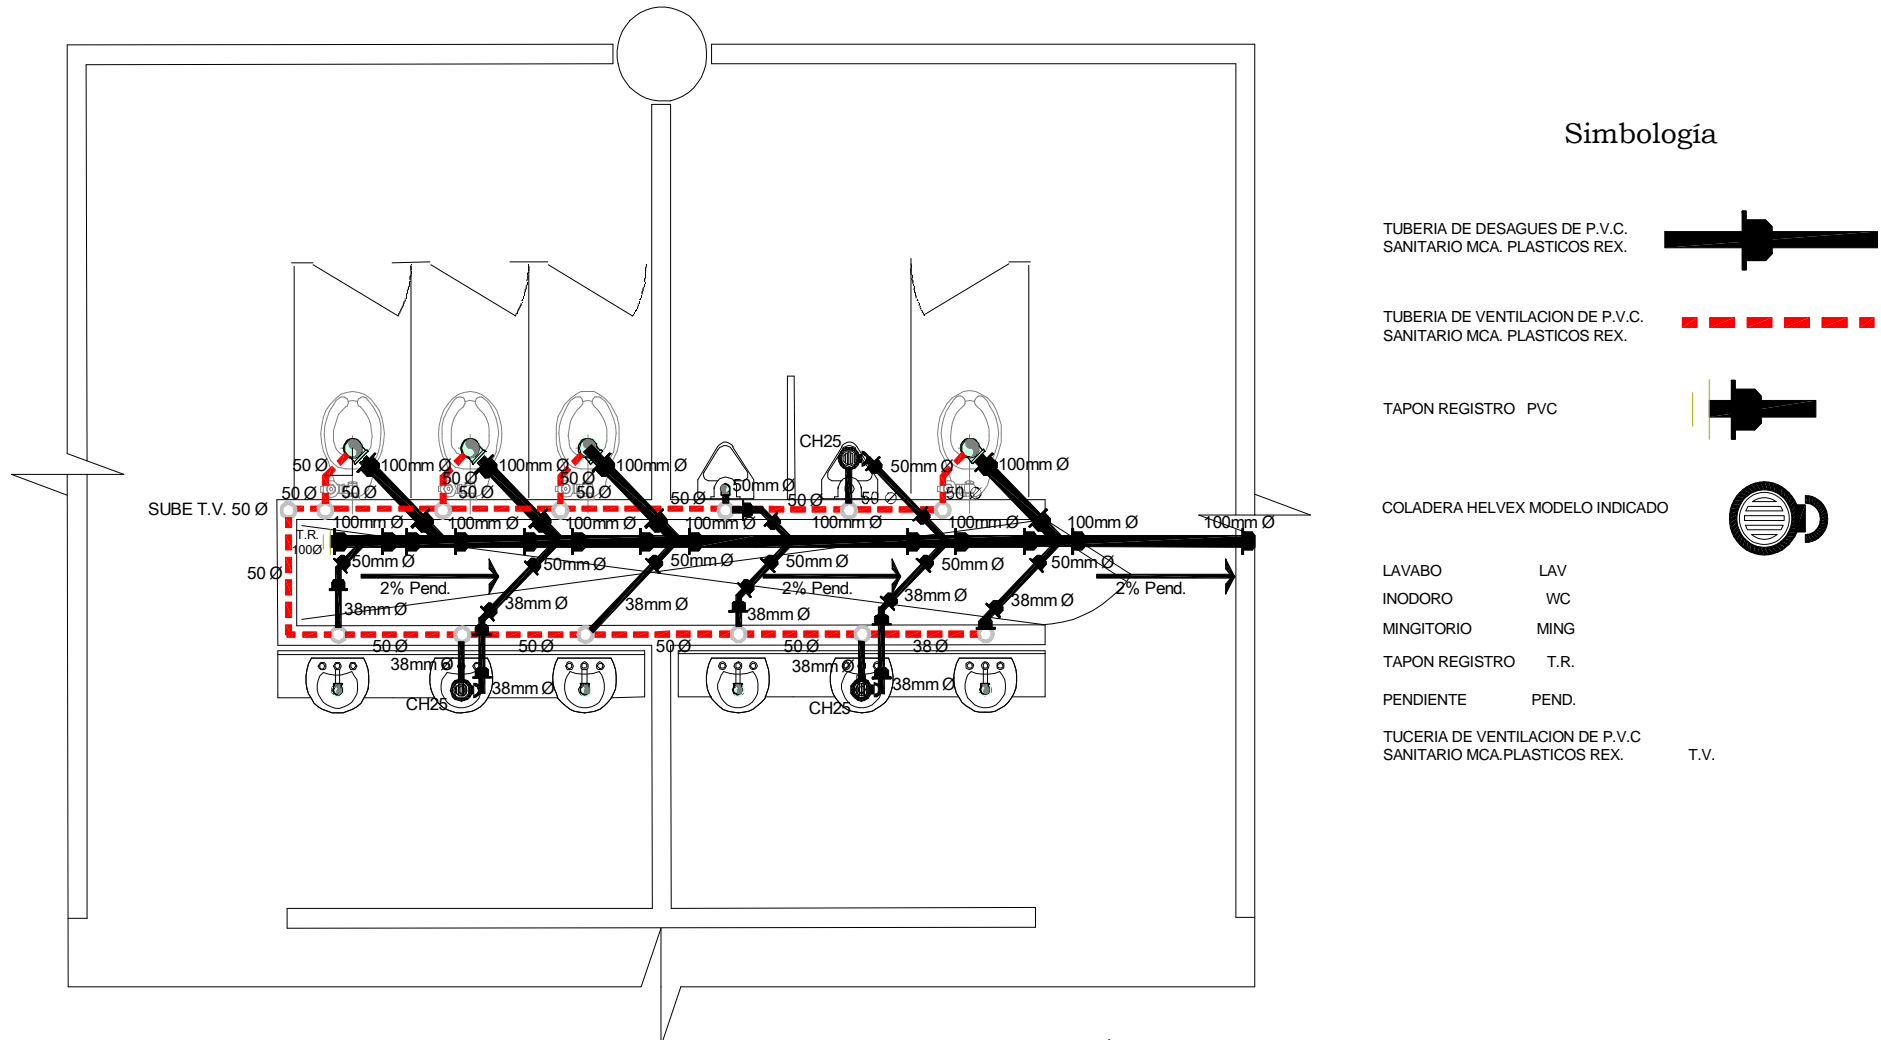 Simbología
TUBERIA DE DESAGUES DE P.V.C.
SANITARIO MCA. PLASTICOS REX.
TUBERIA DE VENTILACION DE P.V.C.
SANITARIO MCA. PLASTICOS REX.
TAPON REGISTRO PVC
COLADERA HELVEX MODELO INDICADO
LAVABO LAV
INODORO WC
MINGITORIO MING
TAPON REGISTRO T.R.
PENDIENTE PEND.
TUCERIA DE VENTILACION DE P.V.C
SANITARIO MCA.PLASTICOS REX. T.V.
CH25
50 Ø 100mm Ø 100mm Ø 100mm Ø 50mm Ø 100mm Ø
50 Ø 50 Ø 50mm Ø
50 Ø 50 Ø 50 Ø 50 Ø 50 Ø 50 Ø 50 Ø 50 Ø
SUBE T.V. 50 Ø
100mm Ø 100mm Ø 100mm Ø 100mm Ø 100mm Ø 100mm Ø 100mm Ø 100mm Ø
T.R.
100Ø
50mm Ø 50mm Ø 50mm Ø 50mm Ø 50mm Ø 50mm Ø
50 Ø
2% Pend. 2% Pend. 2% Pend.
38mm Ø 38mm Ø 38mm Ø 38mm Ø 38mm Ø 38mm Ø
50 Ø 50 Ø 50 Ø 50 Ø 38 Ø
38mm Ø 38mm Ø
38mm Ø 38mm Ø
CH25 CH25